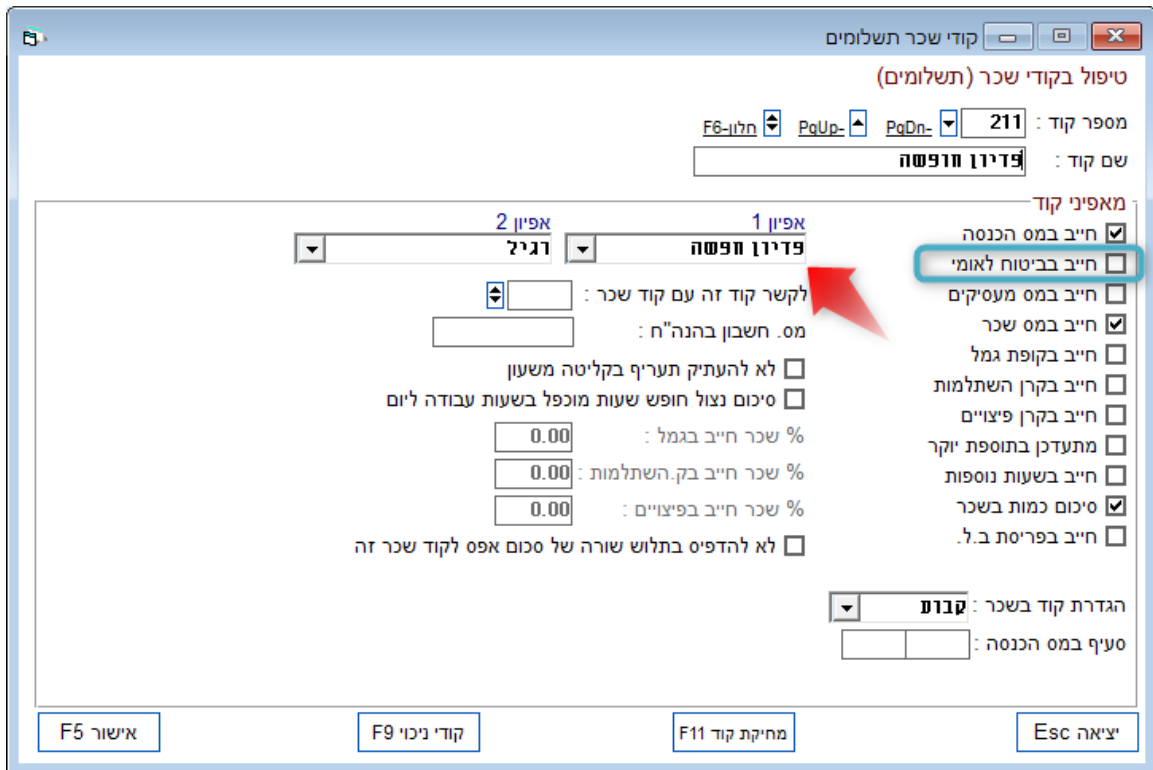 קודי שכר תשלומים
טיפול בקודי שכר (תשלומים)
מספר קוד : 211 PgDn- PgUp- חלון-F6
שם קוד : פדיון חופשה
מאפיני קוד
חייב במס הכנסה
חייב בביטוח לאומי
חייב במס מעסיקים
חייב במס שכר
חייב בקופת גמל
חייב בקרן השתלמות
חייב בקרן פיצויים
מתעדכן בתוספת יוקר
חייב בשעות נוספות
סיכום כמות בשכר
חייב בפריסת ב.ל.
אפיון 1 אפיון 2
פדיון חפשה רגיל
לקשר קוד זה עם קוד שכר :
מס. חשבון בהנה"ח :
לא להעתיק תעריף בקליטה משעון
סיכום נצול חופש שעות מוכפל בשעות עבודה ליום
% שכר חייב בגמל : 0.00
% שכר חייב בק.השתלמות : 0.00
% שכר חייב בפיצויים : 0.00
לא להדפיס בתלוש שורה של סכום אפס לקוד שכר זה
הגדרת קוד בשכר : קבוע
סעיף במס הכנסה :
יציאה Esc מחיקת קוד F11 קודי ניכוי F9 אישור F5